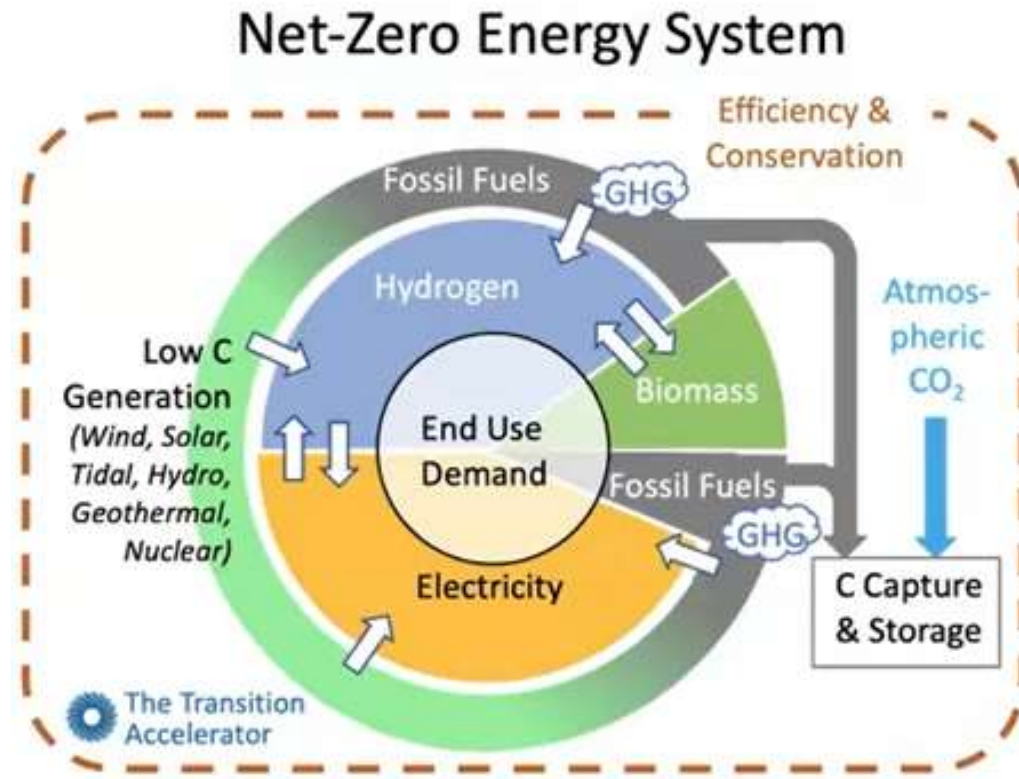 Net-Zero Energy System
Efficiency &
Conservation
Fossil Fuels
GHG
Hydrogen
Atmos-
pheric
CO₂
Low C
Generation
(Wind, Solar,
Tidal, Hydro,
Geothermal,
Nuclear)
Biomass
End Use
Demand
Fossil Fuels
GHG
Electricity
C Capture
& Storage
The Transition
Accelerator